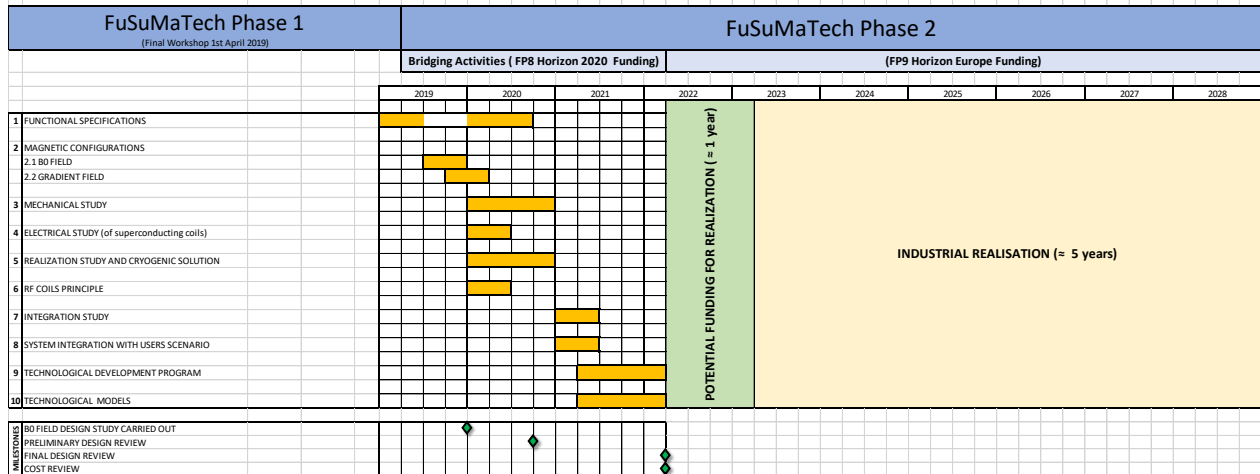 FuSuMaTech Phase 1
(Final Workshop 1st April 2019)
FuSuMaTech Phase 2
Bridging Activities ( FP8 Horizon 2020 Funding)
(FP9 Horizon Europe Funding)
2019 2020 2021 2022 2023 2024 2025 2026 2027 2028
1 FUNCTIONAL SPECIFICATIONS
2 MAGNETIC CONFIGURATIONS
2.1 B0 FIELD
2.2 GRADIENT FIELD
3 MECHANICAL STUDY
4 ELECTRICAL STUDY (of superconducting coils)
5 REALIZATION STUDY AND CRYOGENIC SOLUTION
6 RF COILS PRINCIPLE
7 INTEGRATION STUDY
8 SYSTEM INTEGRATION WITH USERS SCENARIO
9 TECHNOLOGICAL DEVELOPMENT PROGRAM
10 TECHNOLOGICAL MODELS
POTENTIAL FUNDING FOR REALIZATION ( ≈ 1 year)
INDUSTRIAL REALISATION (≈ 5 years)
MILESTONES
B0 FIELD DESIGN STUDY CARRIED OUT
PRELIMINARY DESIGN REVIEW
FINAL DESIGN REVIEW
COST REVIEW